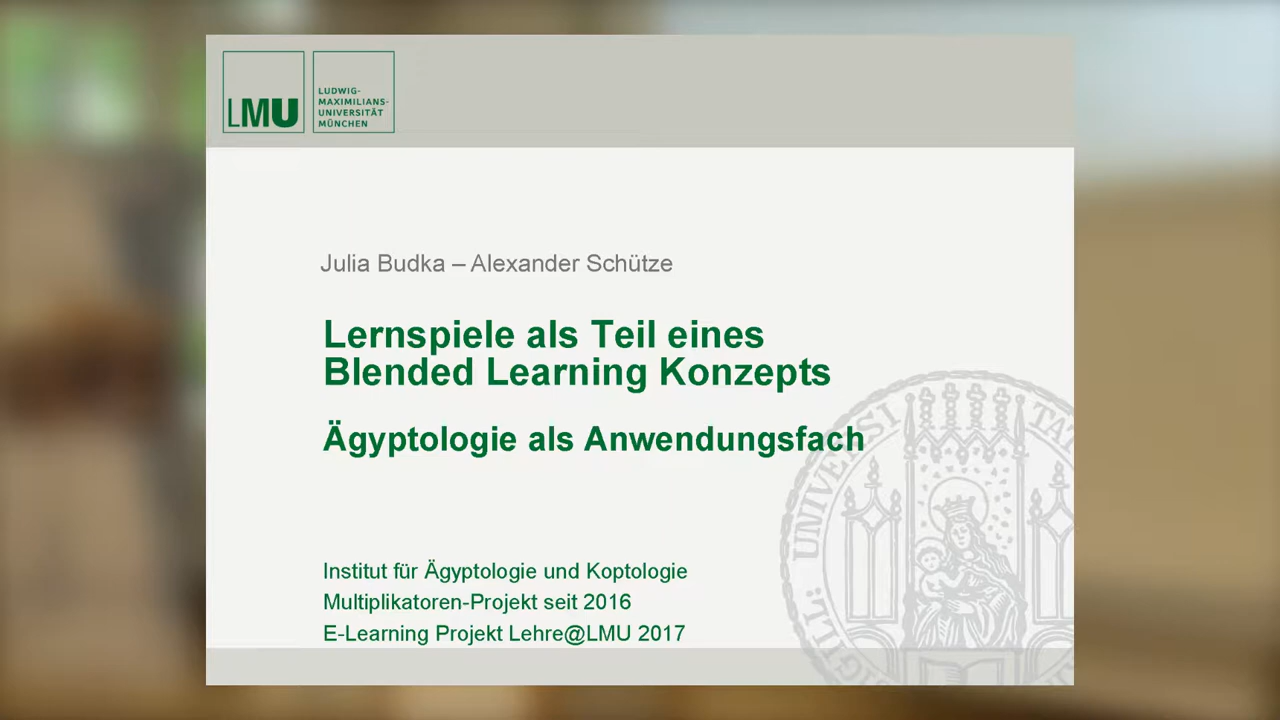 LMU
LUDWIG-
MAXIMILIANS-
UNIVERSITÄT
MÜNCHEN
Julia Budka – Alexander Schütze
Lernspiele als Teil eines
Blended Learning Konzepts
Ägyptologie als Anwendungsfach
Institut für Ägyptologie und Koptologie
Multiplikatoren-Projekt seit 2016
E-Learning Projekt Lehre@LMU 2017